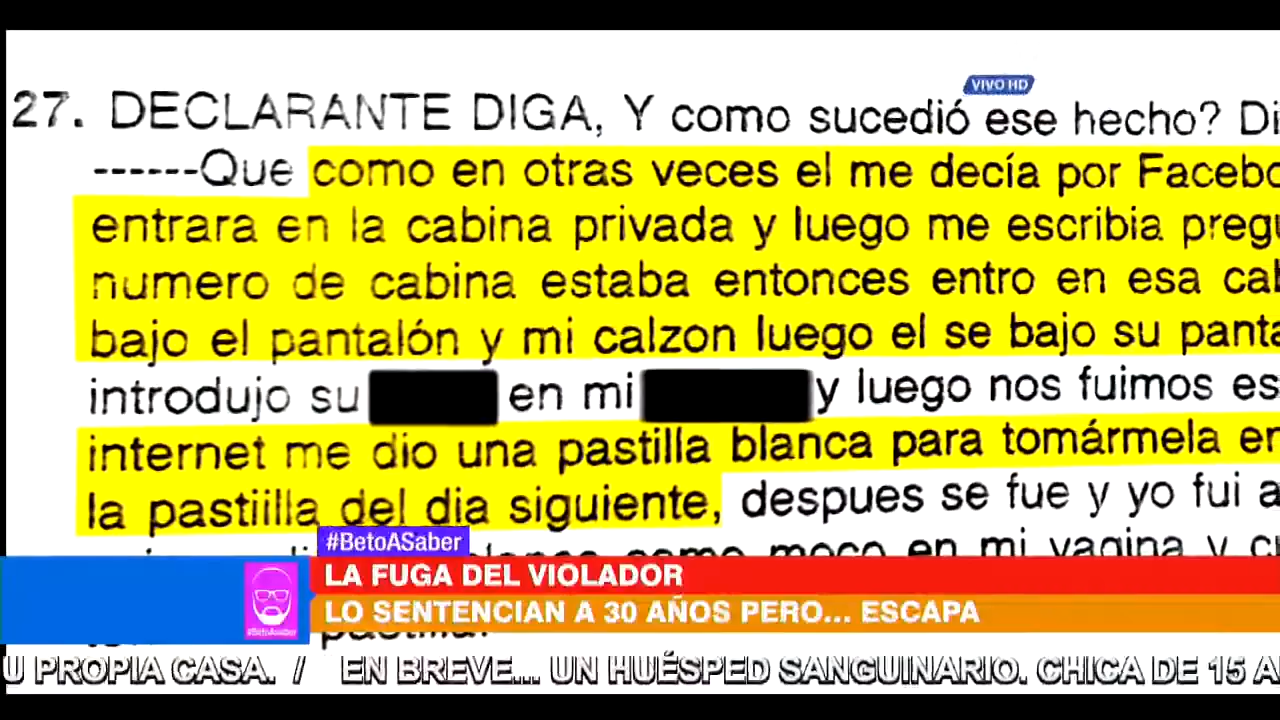 VIVO HD
27. DECLARANTE DIGA, Y como sucedió ese hecho? Di
------Que como en otras veces el me decía por Facebo
entrara en la cabina privada y luego me escribia pregu
numero de cabina estaba entonces entro en esa cab
bajo el pantalón y mi calzon luego el se bajo su panta
introdujo su en mi y luego nos fuimos es
internet me dio una pastilla blanca para tomármela en
la pastiilla del dia siguiente, despues se fue y yo fui a
como moco en mi vagina y
#BetoASaber
LA FUGA DEL VIOLADOR
#BetoAsaber
LO SENTENCIAN A 30 AÑOS PERO... ESCAPA
pastilla.
U PROPIA CASA. / EN BREVE... UN HUÉSPED SANGUINARIO. CHICA DE 15 A